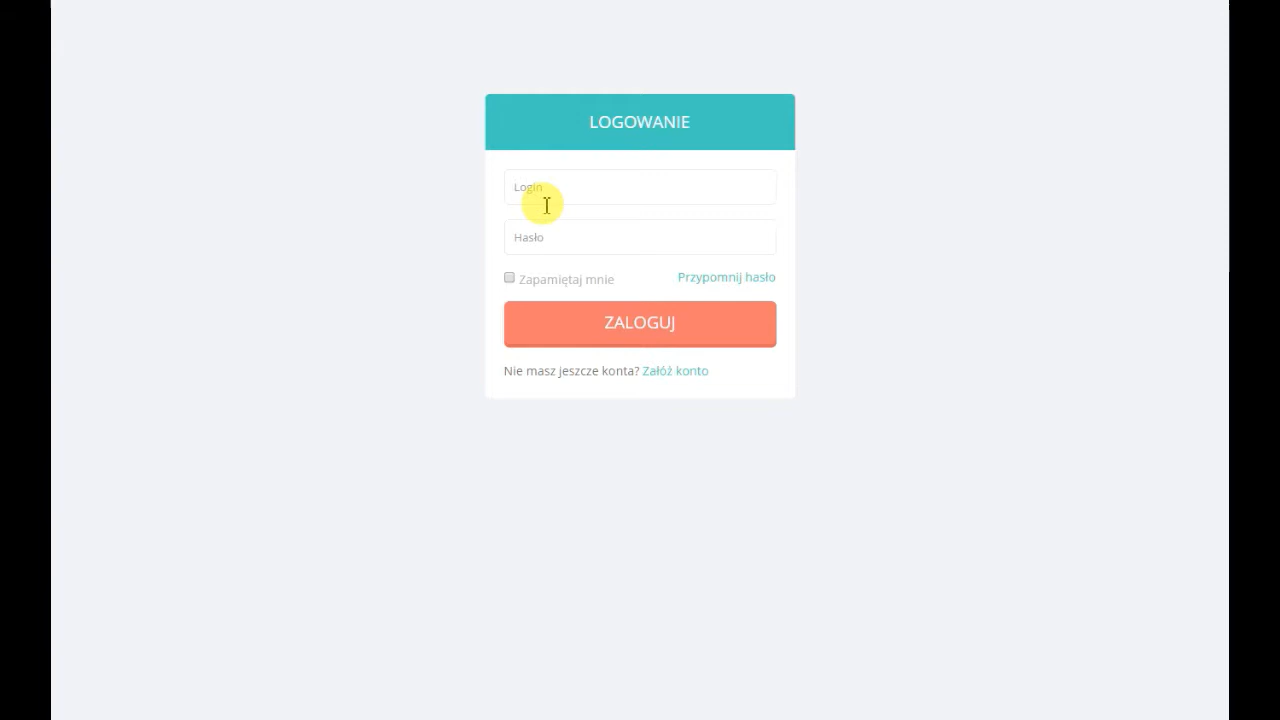 LOGOWANIE
Login
Hasło
Zapamiętaj mnie Przypomnij hasło
ZALOGUJ
Nie masz jeszcze konta? Załóż konto